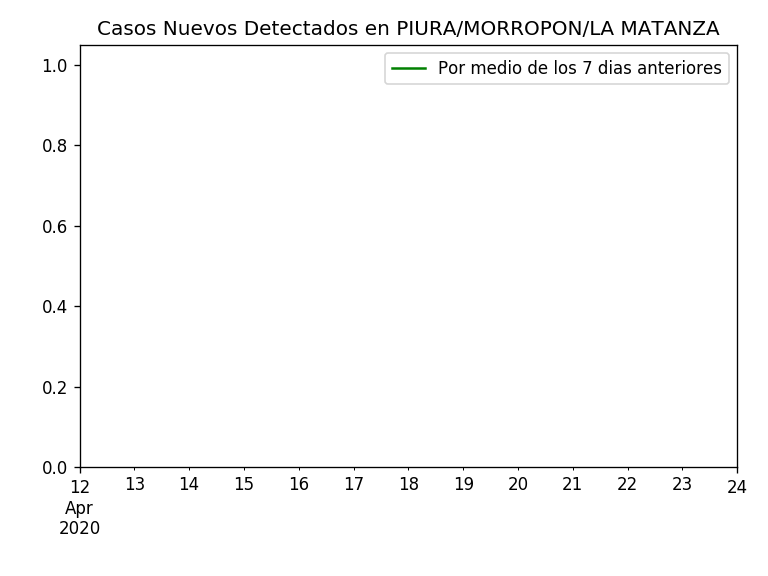 Casos Nuevos Detectados en PIURA/MORROPON/LA MATANZA
Por medio de los 7 dias anteriores
1.0
0.8
0.6
0.4
0.2
0.0
12 13 14 15 16 17 18 19 20 21 22 23 24
Apr
2020